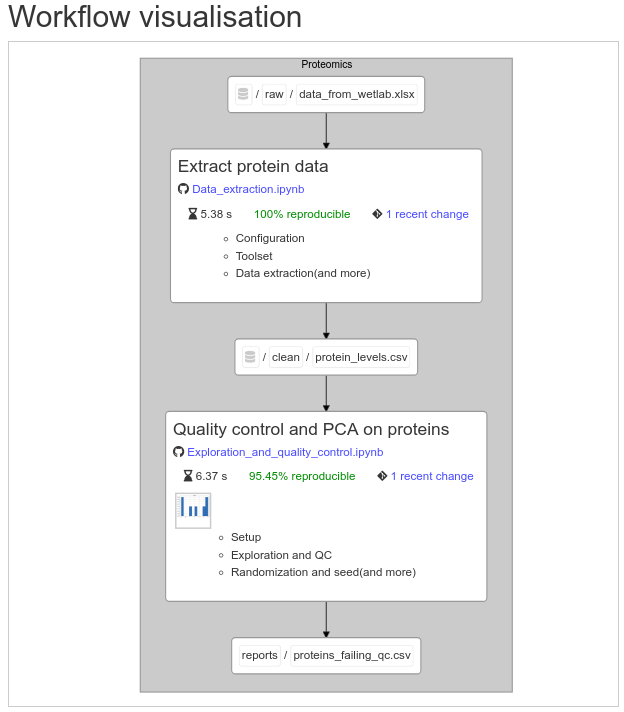 Workflow visualisation
Proteomics
/ raw / data_from_wetlab.xlsx
Extract protein data
Data_extraction.ipynb
5.38 s 100% reproducible 1 recent change
Configuration
Toolset
Data extraction(and more)
/ clean / protein_levels.csv
Quality control and PCA on proteins
Exploration_and_quality_control.ipynb
6.37 s 95.45% reproducible 1 recent change
Setup
Exploration and QC
Randomization and seed(and more)
reports / proteins_failing_qc.csv